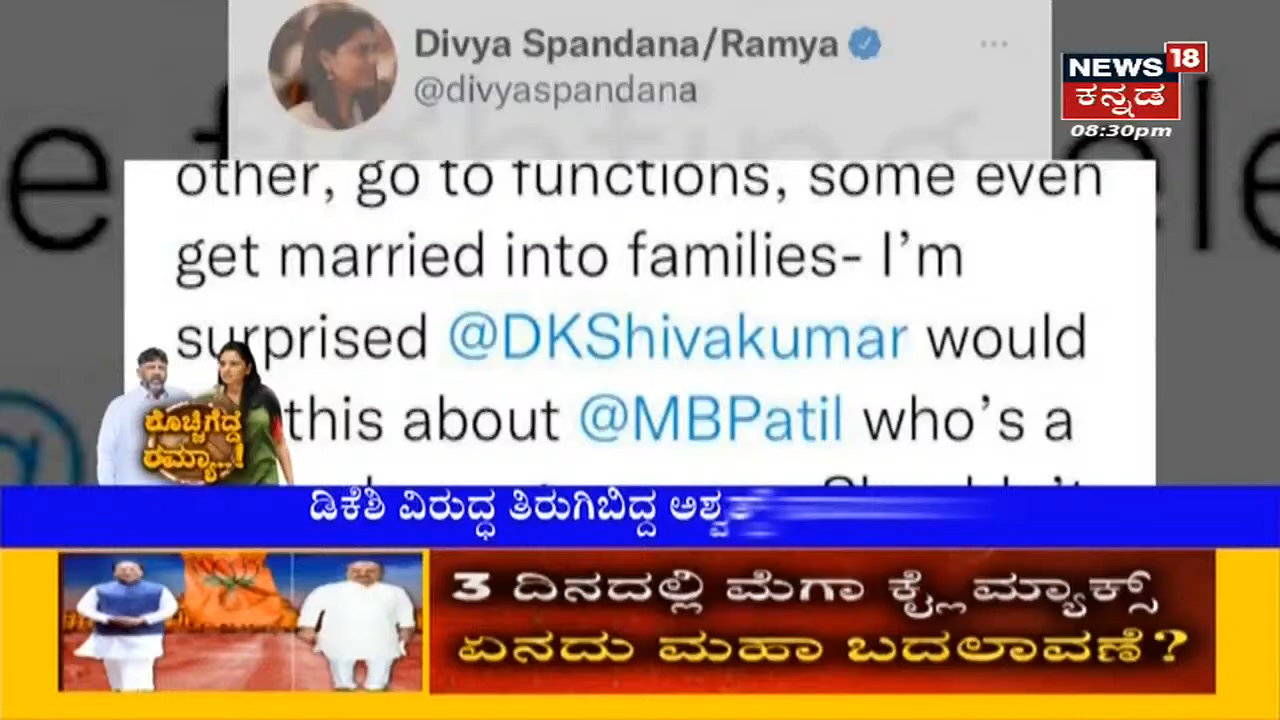 Divya Spandana/Ramya
@divyaspandana
NEWS 18
ಕನ್ನಡ
08:30pm
other, go to functions, some even
get married into families- I'm
surprised @DKShivakumar would
this about @MBPatil who's a
ರೊಚ್ಚಿಗೆದ್ದ
ರಮ್ಯಾ...!
ಡಿಕೆಶಿ ವಿರುದ್ಧ ತಿರುಗಿಬಿದ್ದ
3 ದಿನದಲ್ಲಿ ಮೆಗಾ ಕ್ಲೈಮ್ಯಾಕ್ಸ್
ಏನದು ಮಹಾ ಬದಲಾವಣೆ?